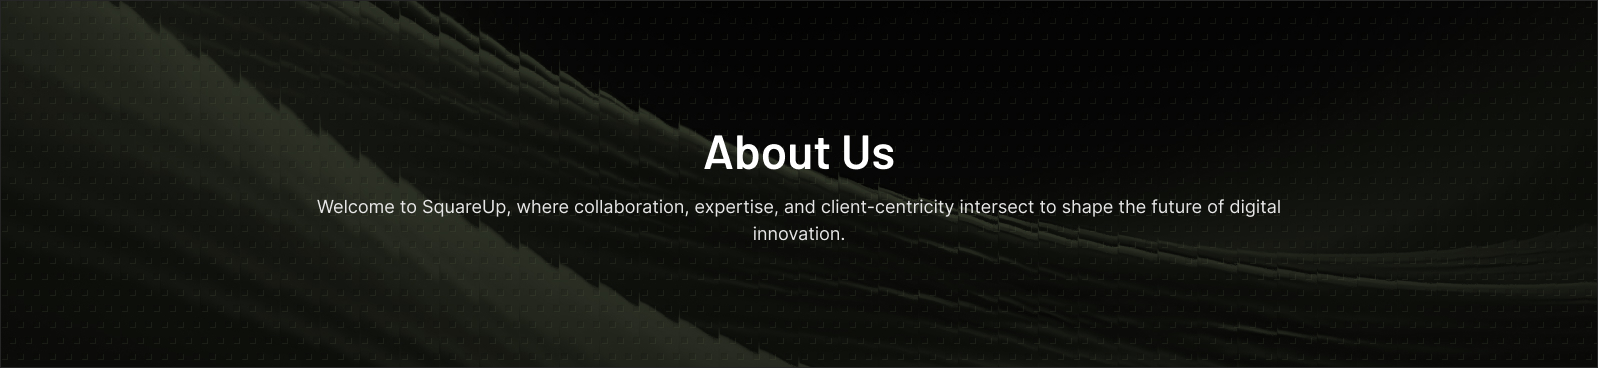 About Us
Welcome to SquareUp, where collaboration, expertise, and client-centricity intersect to shape the future of digital
innovation.